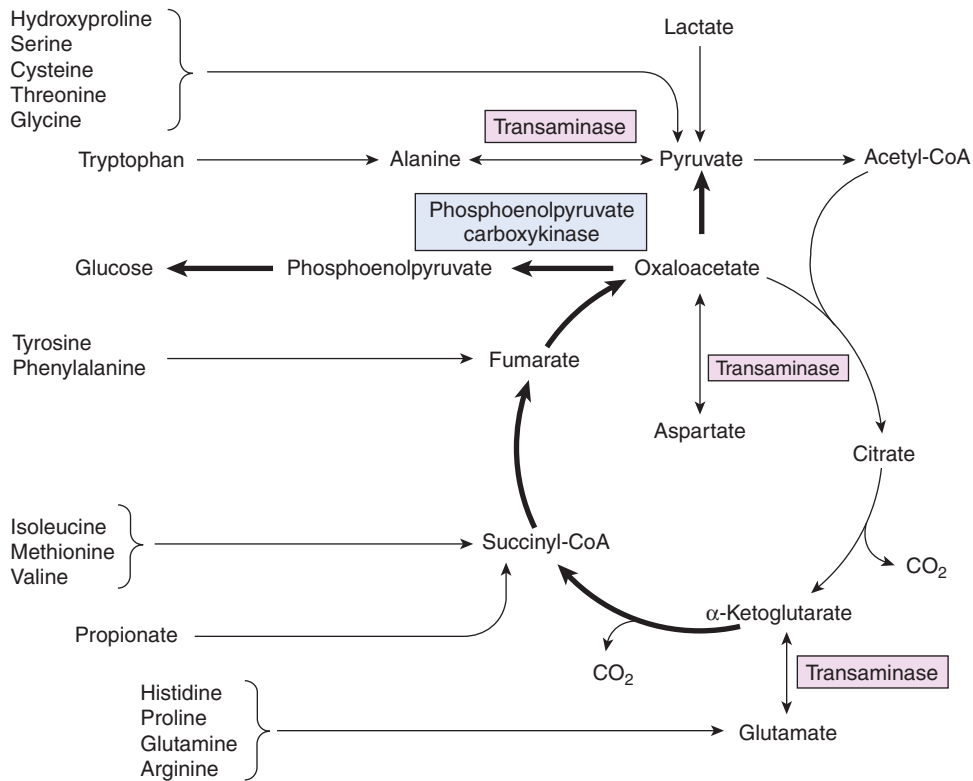 Hydroxyproline
Serine
Cysteine
Threonine
Glycine
Lactate
Transaminase
Tryptophan
Alanine
Pyruvate
Acetyl-CoA
Phosphoenolpyruvate
carboxykinase
Glucose
Phosphoenolpyruvate
Oxaloacetate
Tyrosine
Phenylalanine
Fumarate
Transaminase
Aspartate
Citrate
Isoleucine
Methionine
Valine
Succinyl-CoA
CO₂
Propionate
α-Ketoglutarate
CO₂
Transaminase
Histidine
Proline
Glutamine
Arginine
Glutamate